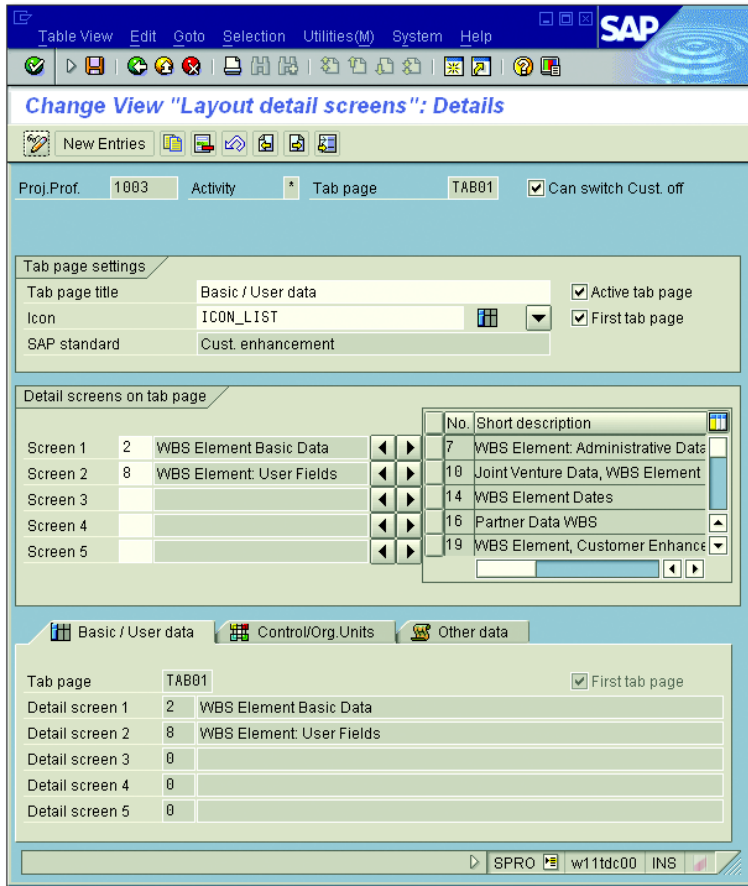 SAP
Table View Edit Goto Selection Utilities(M) System Help
Change View "Layout detail screens": Details
New Entries
Proj.Prof. 1003 Activity * Tab page TAB01 Can switch Cust. off
Tab page settings
Tab page title Basic / User data Active tab page
Icon ICON_LIST First tab page
SAP standard Cust. enhancement
Detail screens on tab page
No. Short description
Screen 1 2 WBS Element Basic Data 7 WBS Element: Administrative Data
Screen 2 8 WBS Element: User Fields 10 Joint Venture Data, WBS Element
Screen 3 14 WBS Element Dates
Screen 4 16 Partner Data WBS
Screen 5 19 WBS Element, Customer Enhance
Basic / User data Control/Org.Units Other data
Tab page TAB01 First tab page
Detail screen 1 2 WBS Element Basic Data
Detail screen 2 8 WBS Element: User Fields
Detail screen 3 0
Detail screen 4 0
Detail screen 5 0
SPRO w11tdc00 INS